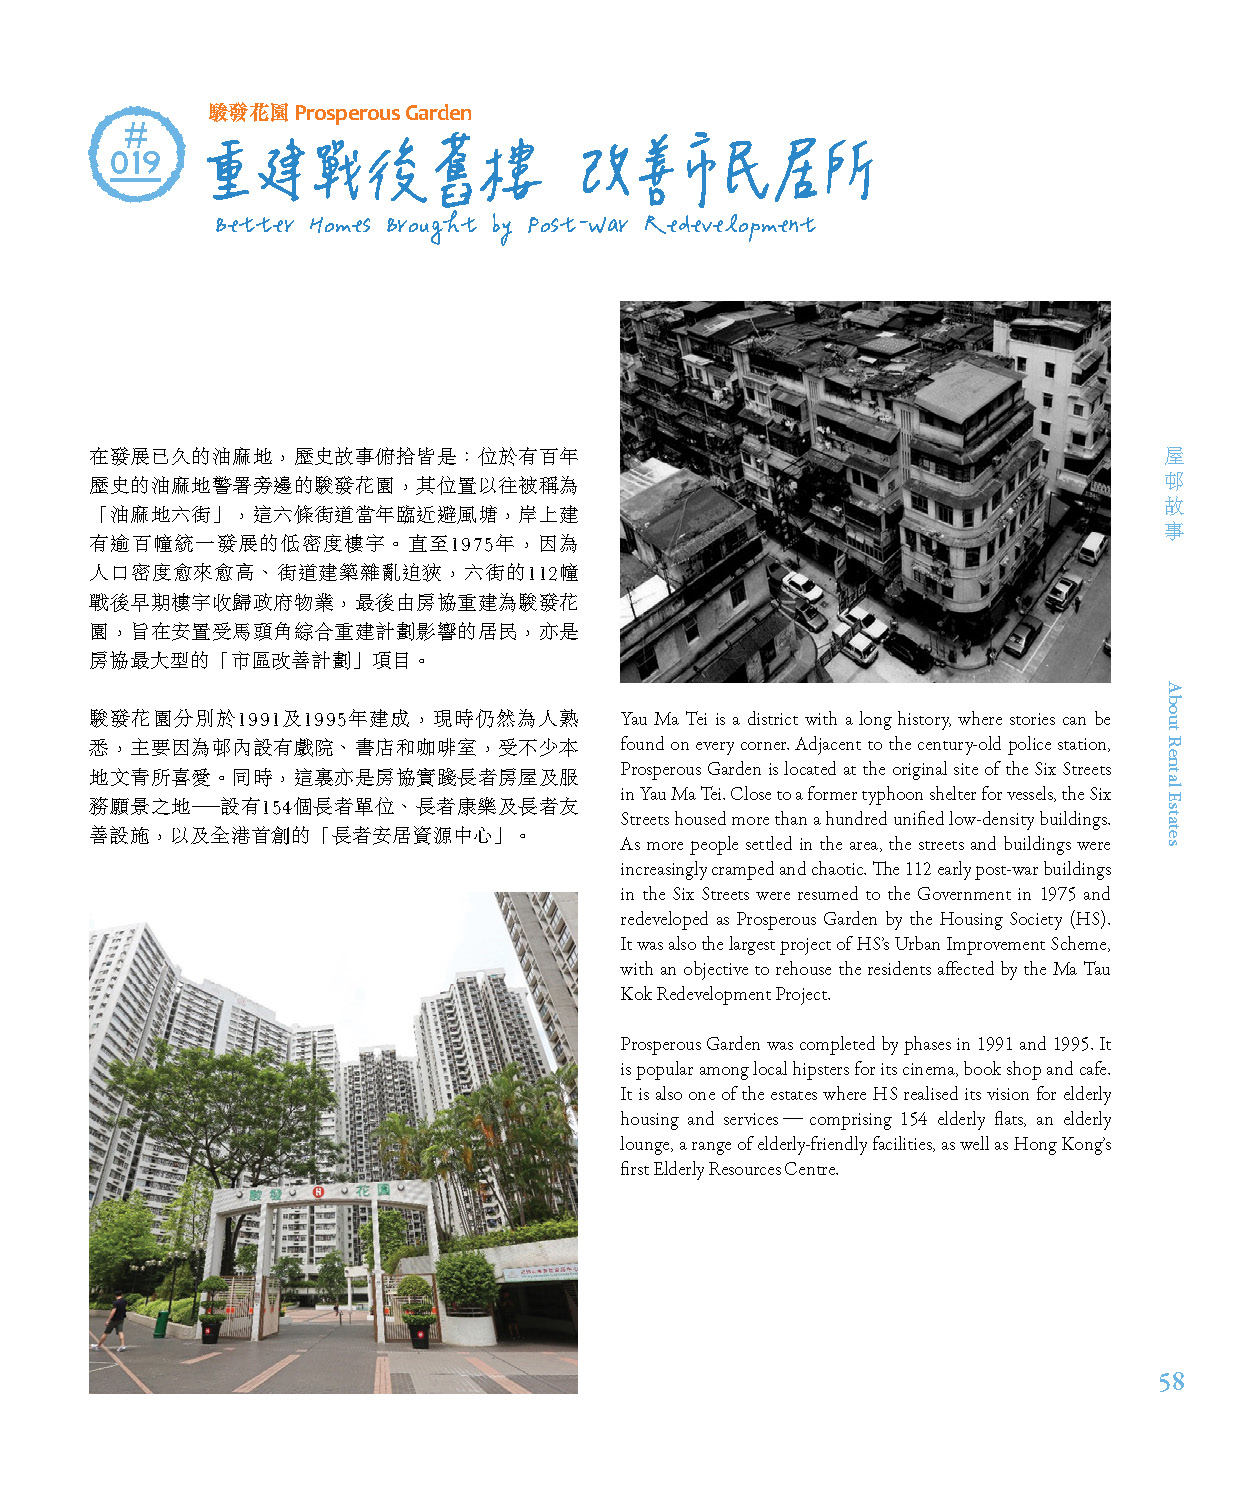 駿發花園 Prosperous Garden
#
019
重建戰後舊樓 改善市民居所
Better Homes Brought by Post-war Redevelopment
在發展已久的油麻地，歷史故事俯拾皆是：位於有百年
歷史的油麻地警署旁邊的駿發花園，其位置以往被稱為
「油麻地六街」，這六條街道當年臨近避風塘，岸上建
有逾百幢統一發展的低密度樓宇。直至1975年，因為
人口密度愈來愈高、街道建築雜亂迫狹，六街的112幢
戰後早期樓宇收歸政府物業，最後由房協重建為駿發花
園，旨在安置受馬頭角綜合重建計劃影響的居民，亦是
房協最大型的「市區改善計劃」項目。
駿發花園分別於1991及1995年建成，現時仍然為人熟
悉，主要因為邨內設有戲院、書店和咖啡室，受不少本
地文青所喜愛。同時，這裏亦是房協實踐長者房屋及服
務願景之地──設有154個長者單位、長者康樂及長者友
善設施，以及全港首創的「長者安居資源中心」。
駿發 花園
Yau Ma Tei is a district with a long history, where stories can be
found on every corner. Adjacent to the century-old police station,
Prosperous Garden is located at the original site of the Six Streets
in Yau Ma Tei. Close to a former typhoon shelter for vessels, the Six
Streets housed more than a hundred unified low-density buildings.
As more people settled in the area, the streets and buildings were
increasingly cramped and chaotic. The 112 early post-war buildings
in the Six Streets were resumed to the Government in 1975 and
redeveloped as Prosperous Garden by the Housing Society (HS).
It was also the largest project of HS's Urban Improvement Scheme,
with an objective to rehouse the residents affected by the Ma Tau
Kok Redevelopment Project.
Prosperous Garden was completed by phases in 1991 and 1995. It
is popular among local hipsters for its cinema, book shop and cafe.
It is also one of the estates where HS realised its vision for elderly
housing and services — comprising 154 elderly flats, an elderly
lounge, a range of elderly-friendly facilities, as well as Hong Kong's
first Elderly Resources Centre.
屋邨故事
About Rental Estates
58